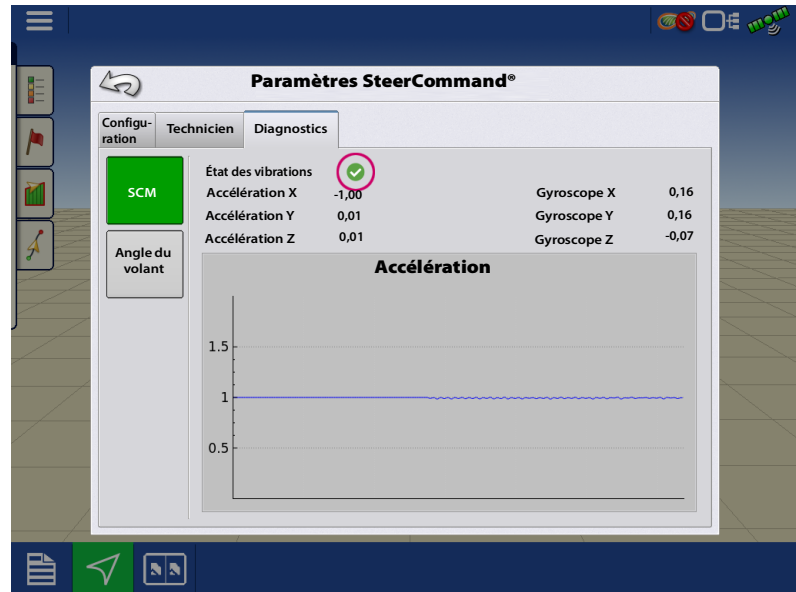 Paramètres SteerCommand®
Configu-
ration
Technicien
Diagnostics
SCM
Angle du
volant
État des vibrations
Accélération X -1,00 Gyroscope X 0,16
Accélération Y 0,01 Gyroscope Y 0,16
Accélération Z 0,01 Gyroscope Z -0,07
Accélération
1.5
1
0.5